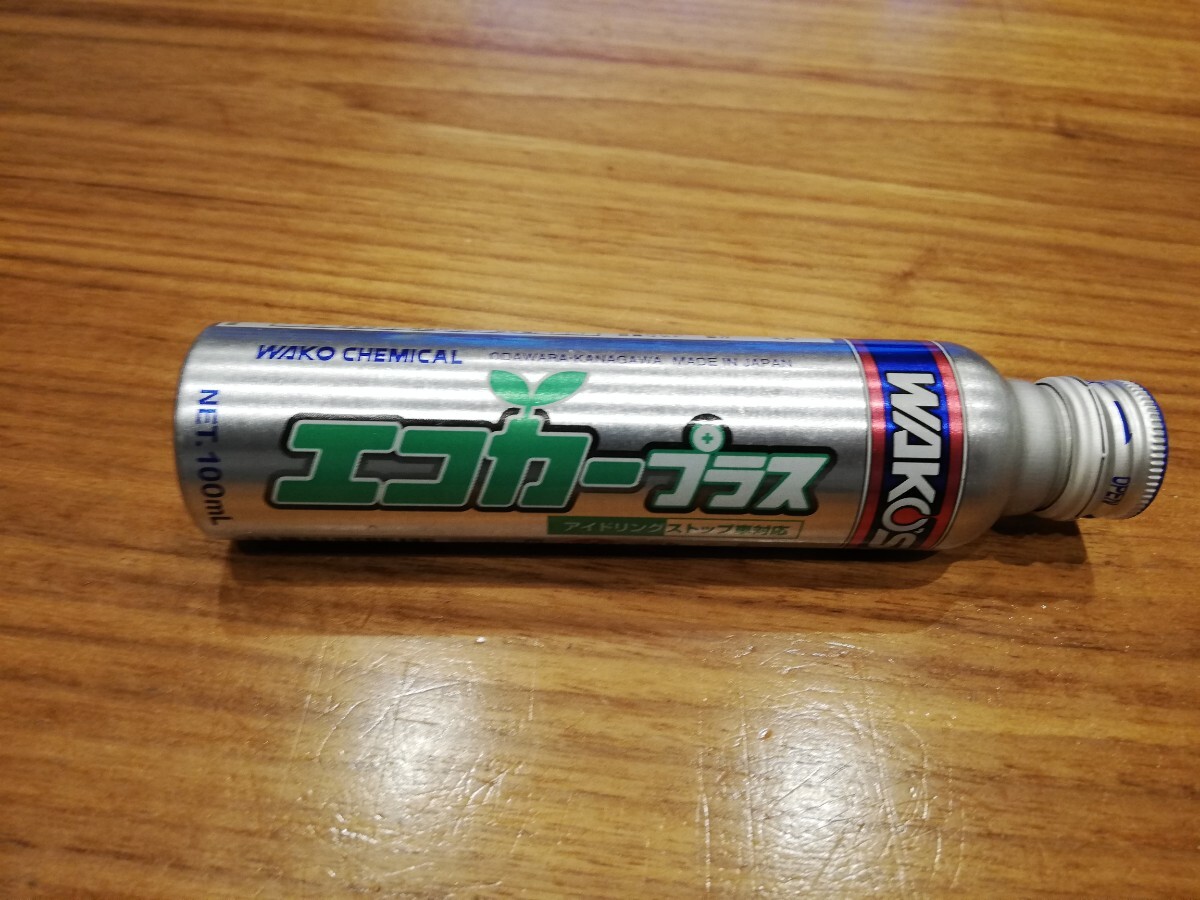 WAKO CHEMICAL ODAWARA・KANAGAWA MADE IN JAPAN
エコカープラス
アイドリングストップ車対応
NET. 100mL
WAKO'S
OPEN